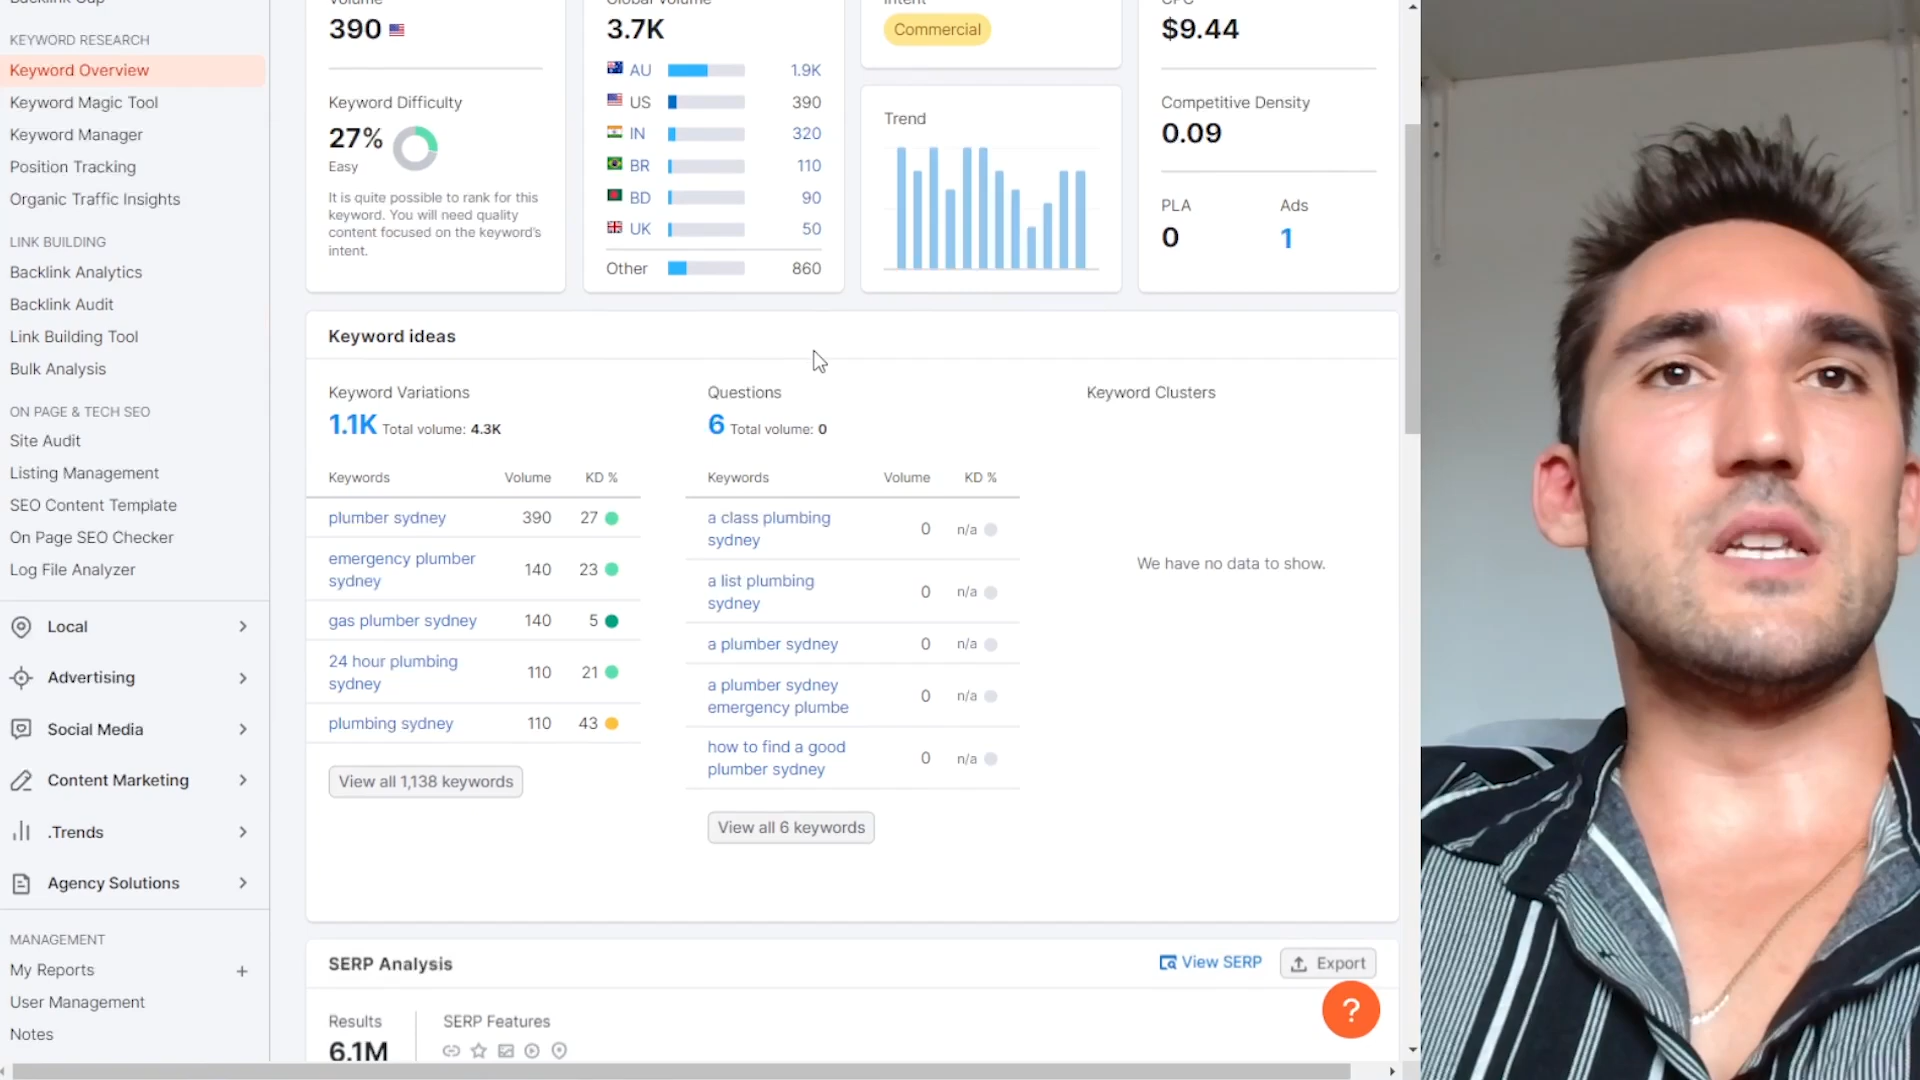 KEYWORD RESEARCH
Keyword Overview
Keyword Magic Tool
Keyword Manager
Position Tracking
Organic Traffic Insights
LINK BUILDING
Backlink Analytics
Backlink Audit
Link Building Tool
Bulk Analysis
ON PAGE & TECH SEO
Site Audit
Listing Management
SEO Content Template
On Page SEO Checker
Log File Analyzer
Local
Advertising
Social Media
Content Marketing
.Trends
Agency Solutions
MANAGEMENT
My Reports +
User Management
Notes
390
Keyword Difficulty
27%
Easy
It is quite possible to rank for this
keyword. You will need quality
content focused on the keyword's
intent.
Global Volume
3.7K
AU 1.9K
US 390
IN 320
BR 110
BD 90
UK 50
Other 860
Commercial
Trend
$9.44
Competitive Density
0.09
PLA Ads
0 1
Keyword ideas
Keyword Variations
1.1K Total volume: 4.3K
Keywords Volume KD %
plumber sydney 390 27
emergency plumber
sydney 140 23
gas plumber sydney 140 5
24 hour plumbing
sydney 110 21
plumbing sydney 110 43
View all 1,138 keywords
Questions
6 Total volume: 0
Keywords Volume KD %
a class plumbing
sydney 0 n/a
a list plumbing
sydney 0 n/a
a plumber sydney 0 n/a
a plumber sydney
emergency plumbe 0 n/a
how to find a good
plumber sydney 0 n/a
View all 6 keywords
Keyword Clusters
We have no data to show.
SERP Analysis
View SERP
Export
Results
6.1M
SERP Features
?